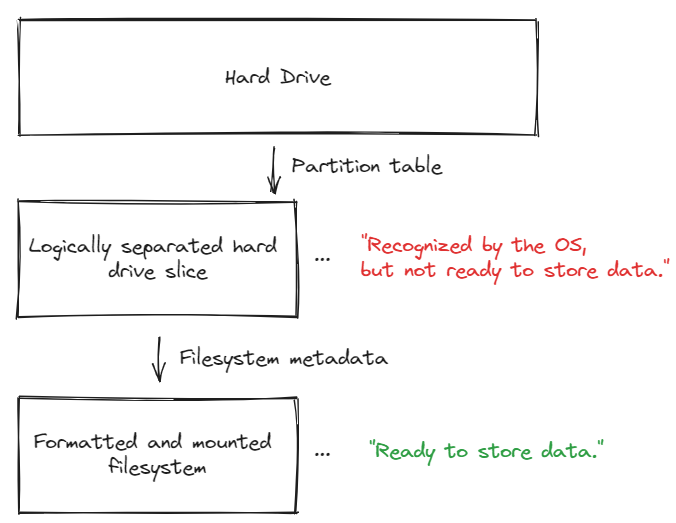 Hard Drive
Partition table
Logically separated hard
drive slice
...
"Recognized by the OS,
but not ready to store data."
Filesystem metadata
Formatted and mounted
filesystem
...
"Ready to store data."